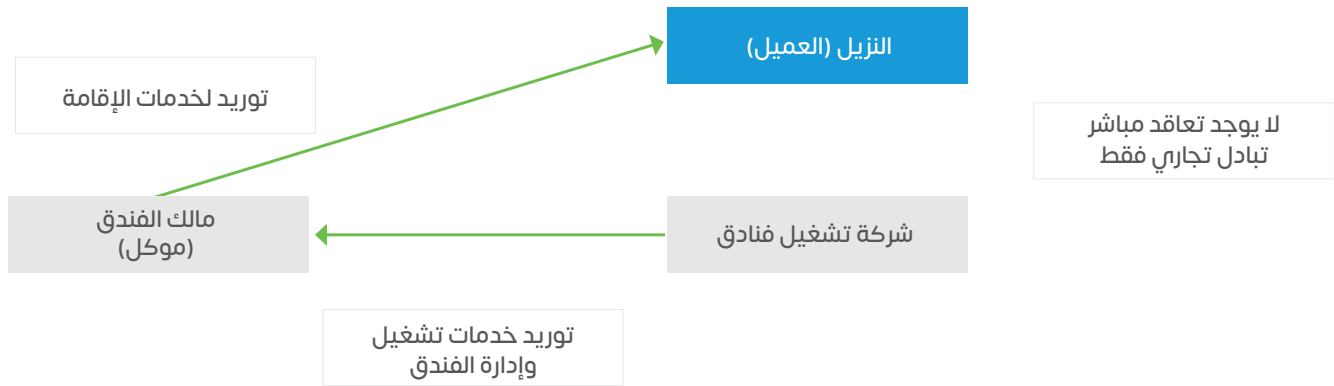 النزيل (العميل)
توريد لخدمات الإقامة
لا يوجد تعاقد مباشر
تبادل تجاري فقط
شركة تشغيل فنادق
مالك الفندق
(موكل)
توريد خدمات تشغيل
وإدارة الفندق